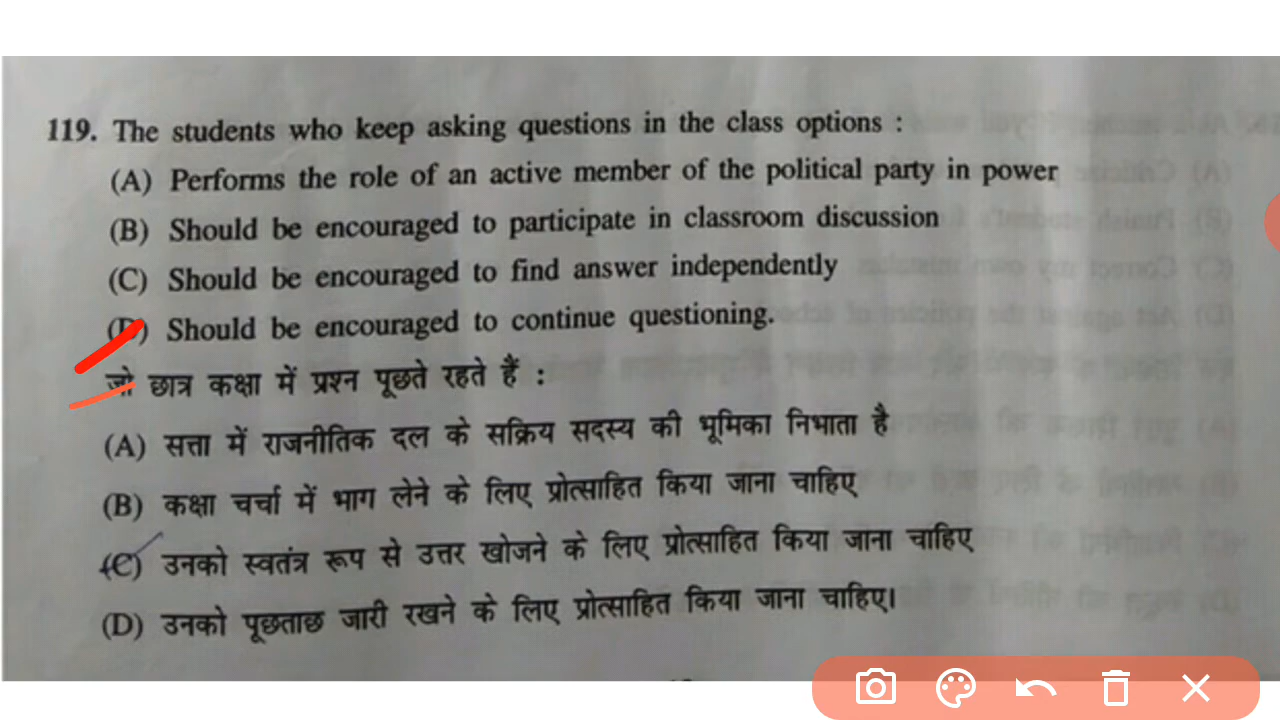 119. The students who keep asking questions in the class options :
(A) Performs the role of an active member of the political party in power
(B) Should be encouraged to participate in classroom discussion
(C) Should be encouraged to find answer independently
(D) Should be encouraged to continue questioning.
जो छात्र कक्षा में प्रश्न पूछते रहते हैं :
(A) सत्ता में राजनीतिक दल के सक्रिय सदस्य की भूमिका निभाता है
(B) कक्षा चर्चा में भाग लेने के लिए प्रोत्साहित किया जाना चाहिए
(C) उनको स्वतंत्र रूप से उत्तर खोजने के लिए प्रोत्साहित किया जाना चाहिए
(D) उनको पूछताछ जारी रखने के लिए प्रोत्साहित किया जाना चाहिए।